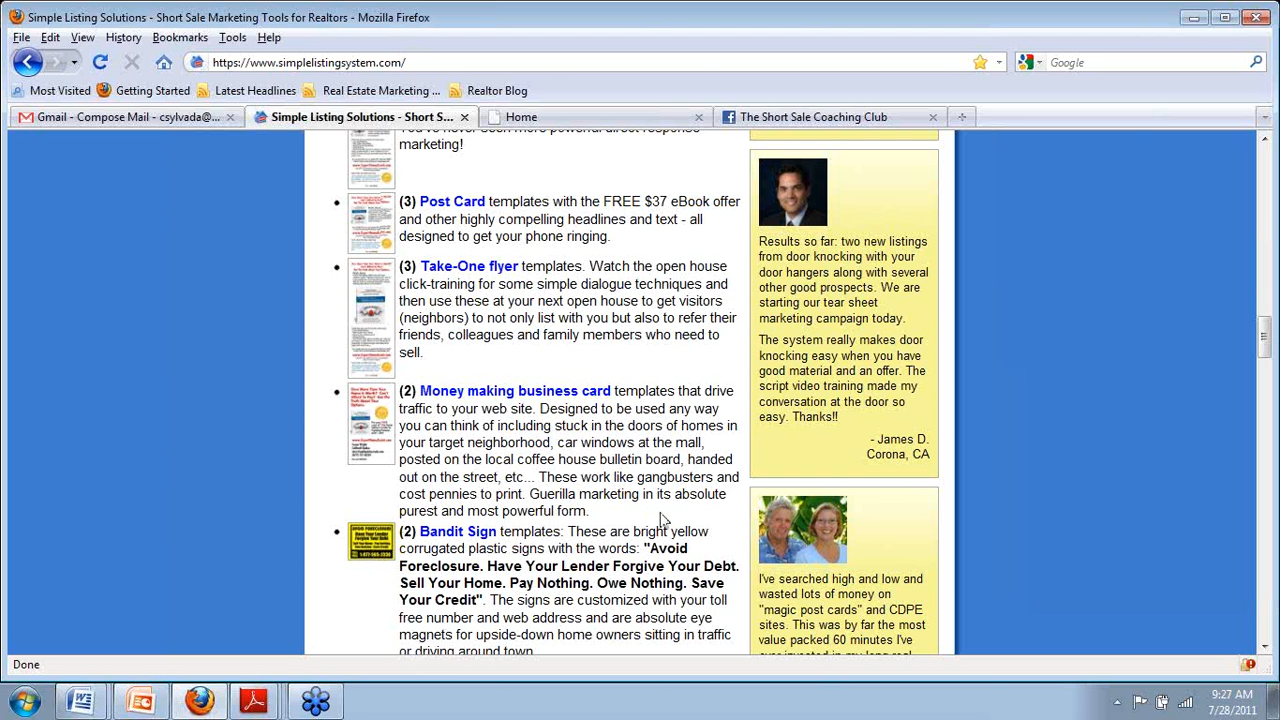 Simple Listing Solutions - Short Sale Marketing Tools for Realtors - Mozilla Firefox
File Edit View History Bookmarks Tools Help
https://www.simplelistingsystem.com/
Google
Most Visited Getting Started Latest Headlines Real Estate Marketing ... Realtor Blog
Gmail - Compose Mail - csylvada@... Simple Listing Solutions - Short S... Home The Short Sale Coaching Club
marketing!
(3) Post Card templates with the FREE $87 eBook offer
and other highly compelling headlines and text - all
designed to get your phone ringing.
(3) Take-One flyer templates. Watch the open house
click-training for some simple dialogue techniques and
then use these at your next open house to get visitors
(neighbors) to not only list with you but also to refer their
friends, colleagues and family members who need to
sell.
(2) Money making business card templates that drive
traffic to your web site. Designed to be used any way
you can think of including stuck in the doors of homes in
your target neighborhood, car windows at the mall,
posted on the local coffee house bulletin board, handed
out on the street, etc... These work like gangbusters and
cost pennies to print. Guerilla marketing in its absolute
purest and most powerful form.
(2) Bandit Sign templates: These are bright yellow
corrugated plastic signs with the words: "Avoid
Foreclosure. Have Your Lender Forgive Your Debt.
Sell Your Home. Pay Nothing. Owe Nothing. Save
Your Credit". The signs are customized with your toll
free number and web address and are absolute eye
magnets for upside-down home owners sitting in traffic
or driving around town.
Results so far: two new listings
from door knocking with your
door hangers along with several
other good prospects. We are
starting our tear sheet
marketing campaign today.
The system really makes door
knocking easy when you have
good material and an offer. The
script/video training made my
conversation at the door so
easy. Thanks!!
- James D.
Corona, CA
I've searched high and low and
wasted lots of money on
"magic post cards" and CDPE
sites. This was by far the most
value packed 60 minutes I've
ever invested in my long real
Done
9:27 AM
7/28/2011